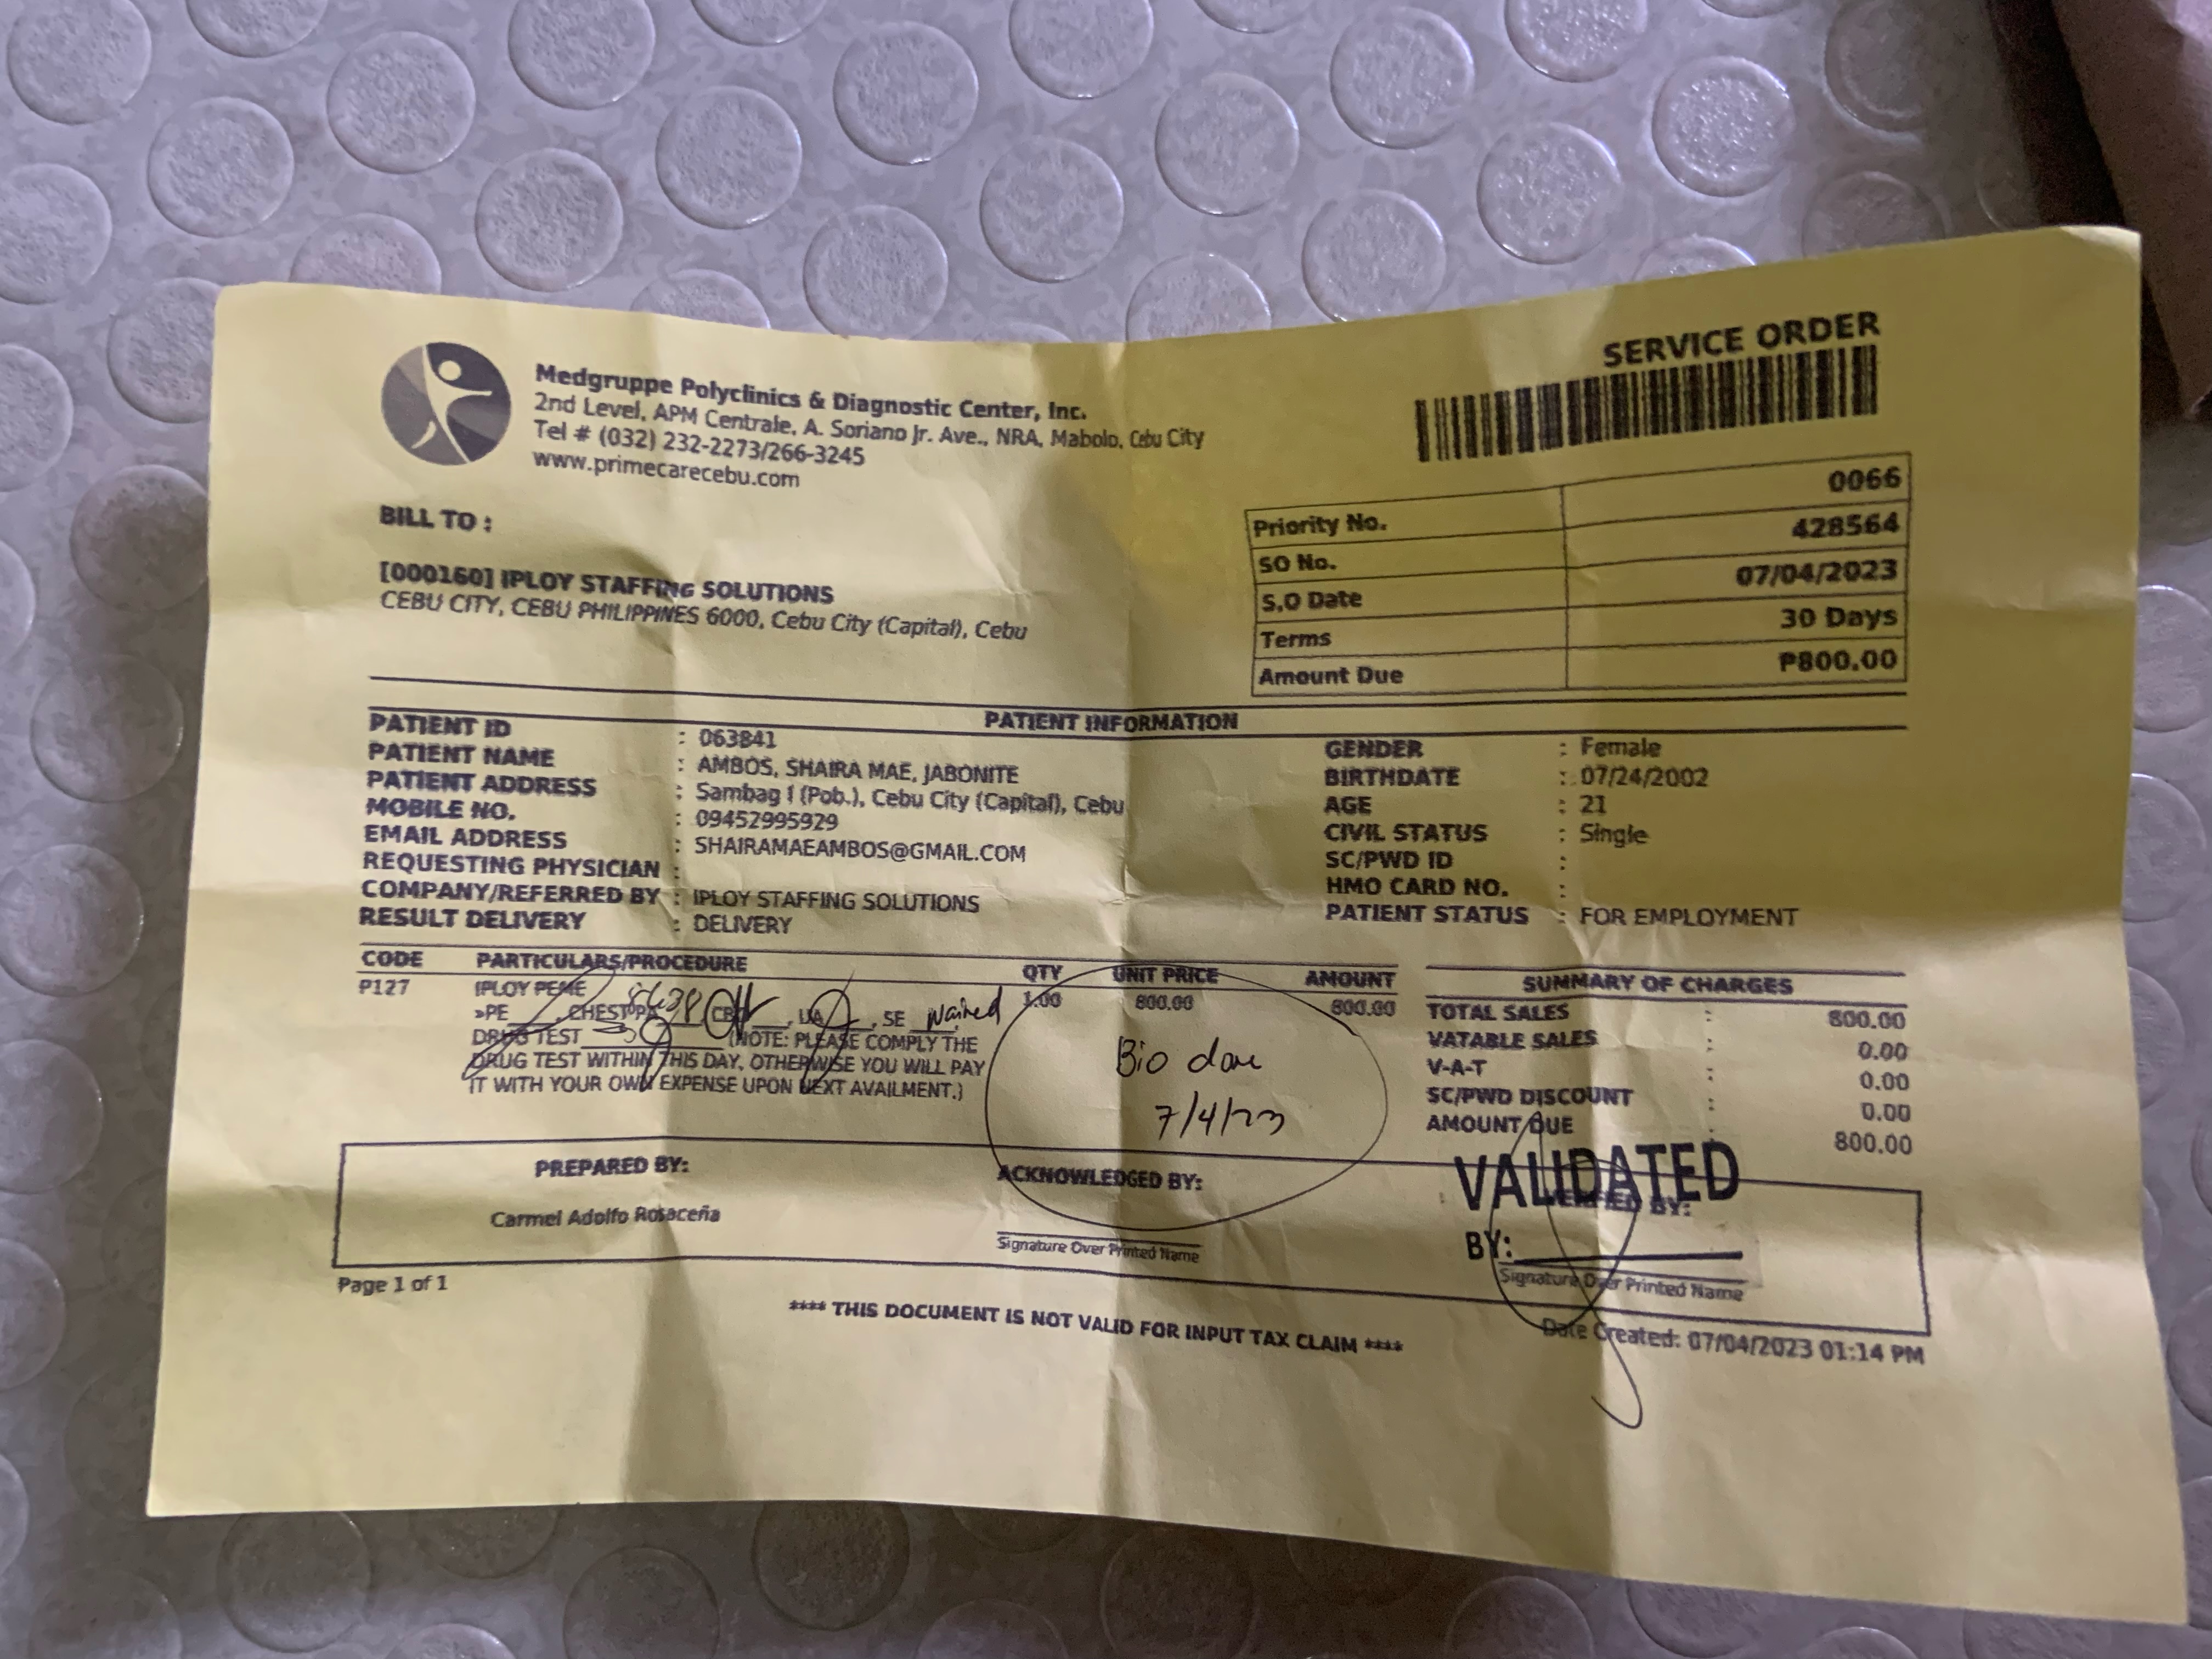 SERVICE ORDER
Medgruppe Polyclinics & Diagnostic Center, Inc.
2nd Level, APM Centrale, A. Soriano Jr. Ave., NRA, Mabolo, Cebu City
Tel # (032) 232-2273/266-3245
www.primecarecebu.com
BILL TO :
[000160] IPLOY STAFFING SOLUTIONS
CEBU CITY, CEBU PHILIPPINES 6000, Cebu City (Capital), Cebu
Priority No. 0066
SO No. 428564
S.O Date 07/04/2023
Terms 30 Days
Amount Due ₱800.00
PATIENT INFORMATION
PATIENT ID : 063841
PATIENT NAME : AMBOS, SHAIRA MAE, JABONITE
PATIENT ADDRESS : Sambag I (Pob.), Cebu City (Capital), Cebu
MOBILE NO. : 09452995929
EMAIL ADDRESS : SHAIRAMAEAMBOS@GMAIL.COM
REQUESTING PHYSICIAN :
COMPANY/REFERRED BY : IPLOY STAFFING SOLUTIONS
RESULT DELIVERY : DELIVERY
GENDER : Female
BIRTHDATE : 07/24/2002
AGE : 21
CIVIL STATUS : Single
SC/PWD ID :
HMO CARD NO. :
PATIENT STATUS : FOR EMPLOYMENT
CODE PARTICULARS/PROCEDURE QTY UNIT PRICE AMOUNT
P127 IPLOY PEME 1.00 800.00 800.00
»PE , CHESTPA , UA , SE Waived
DRUG TEST (NOTE: PLEASE COMPLY THE
DRUG TEST WITHIN THIS DAY, OTHERWISE YOU WILL PAY
IT WITH YOUR OWN EXPENSE UPON NEXT AVAILMENT.)
Bio done
7/4/23
SUMMARY OF CHARGES
TOTAL SALES : 800.00
VATABLE SALES : 0.00
V-A-T : 0.00
SC/PWD DISCOUNT : 0.00
AMOUNT DUE : 800.00
PREPARED BY:
Carmel Adolfo Rosaceña
ACKNOWLEDGED BY:
Signature Over Printed Name
VALIDATED
BY:
Signature Over Printed Name
Page 1 of 1
**** THIS DOCUMENT IS NOT VALID FOR INPUT TAX CLAIM ****
Date Created: 07/04/2023 01:14 PM